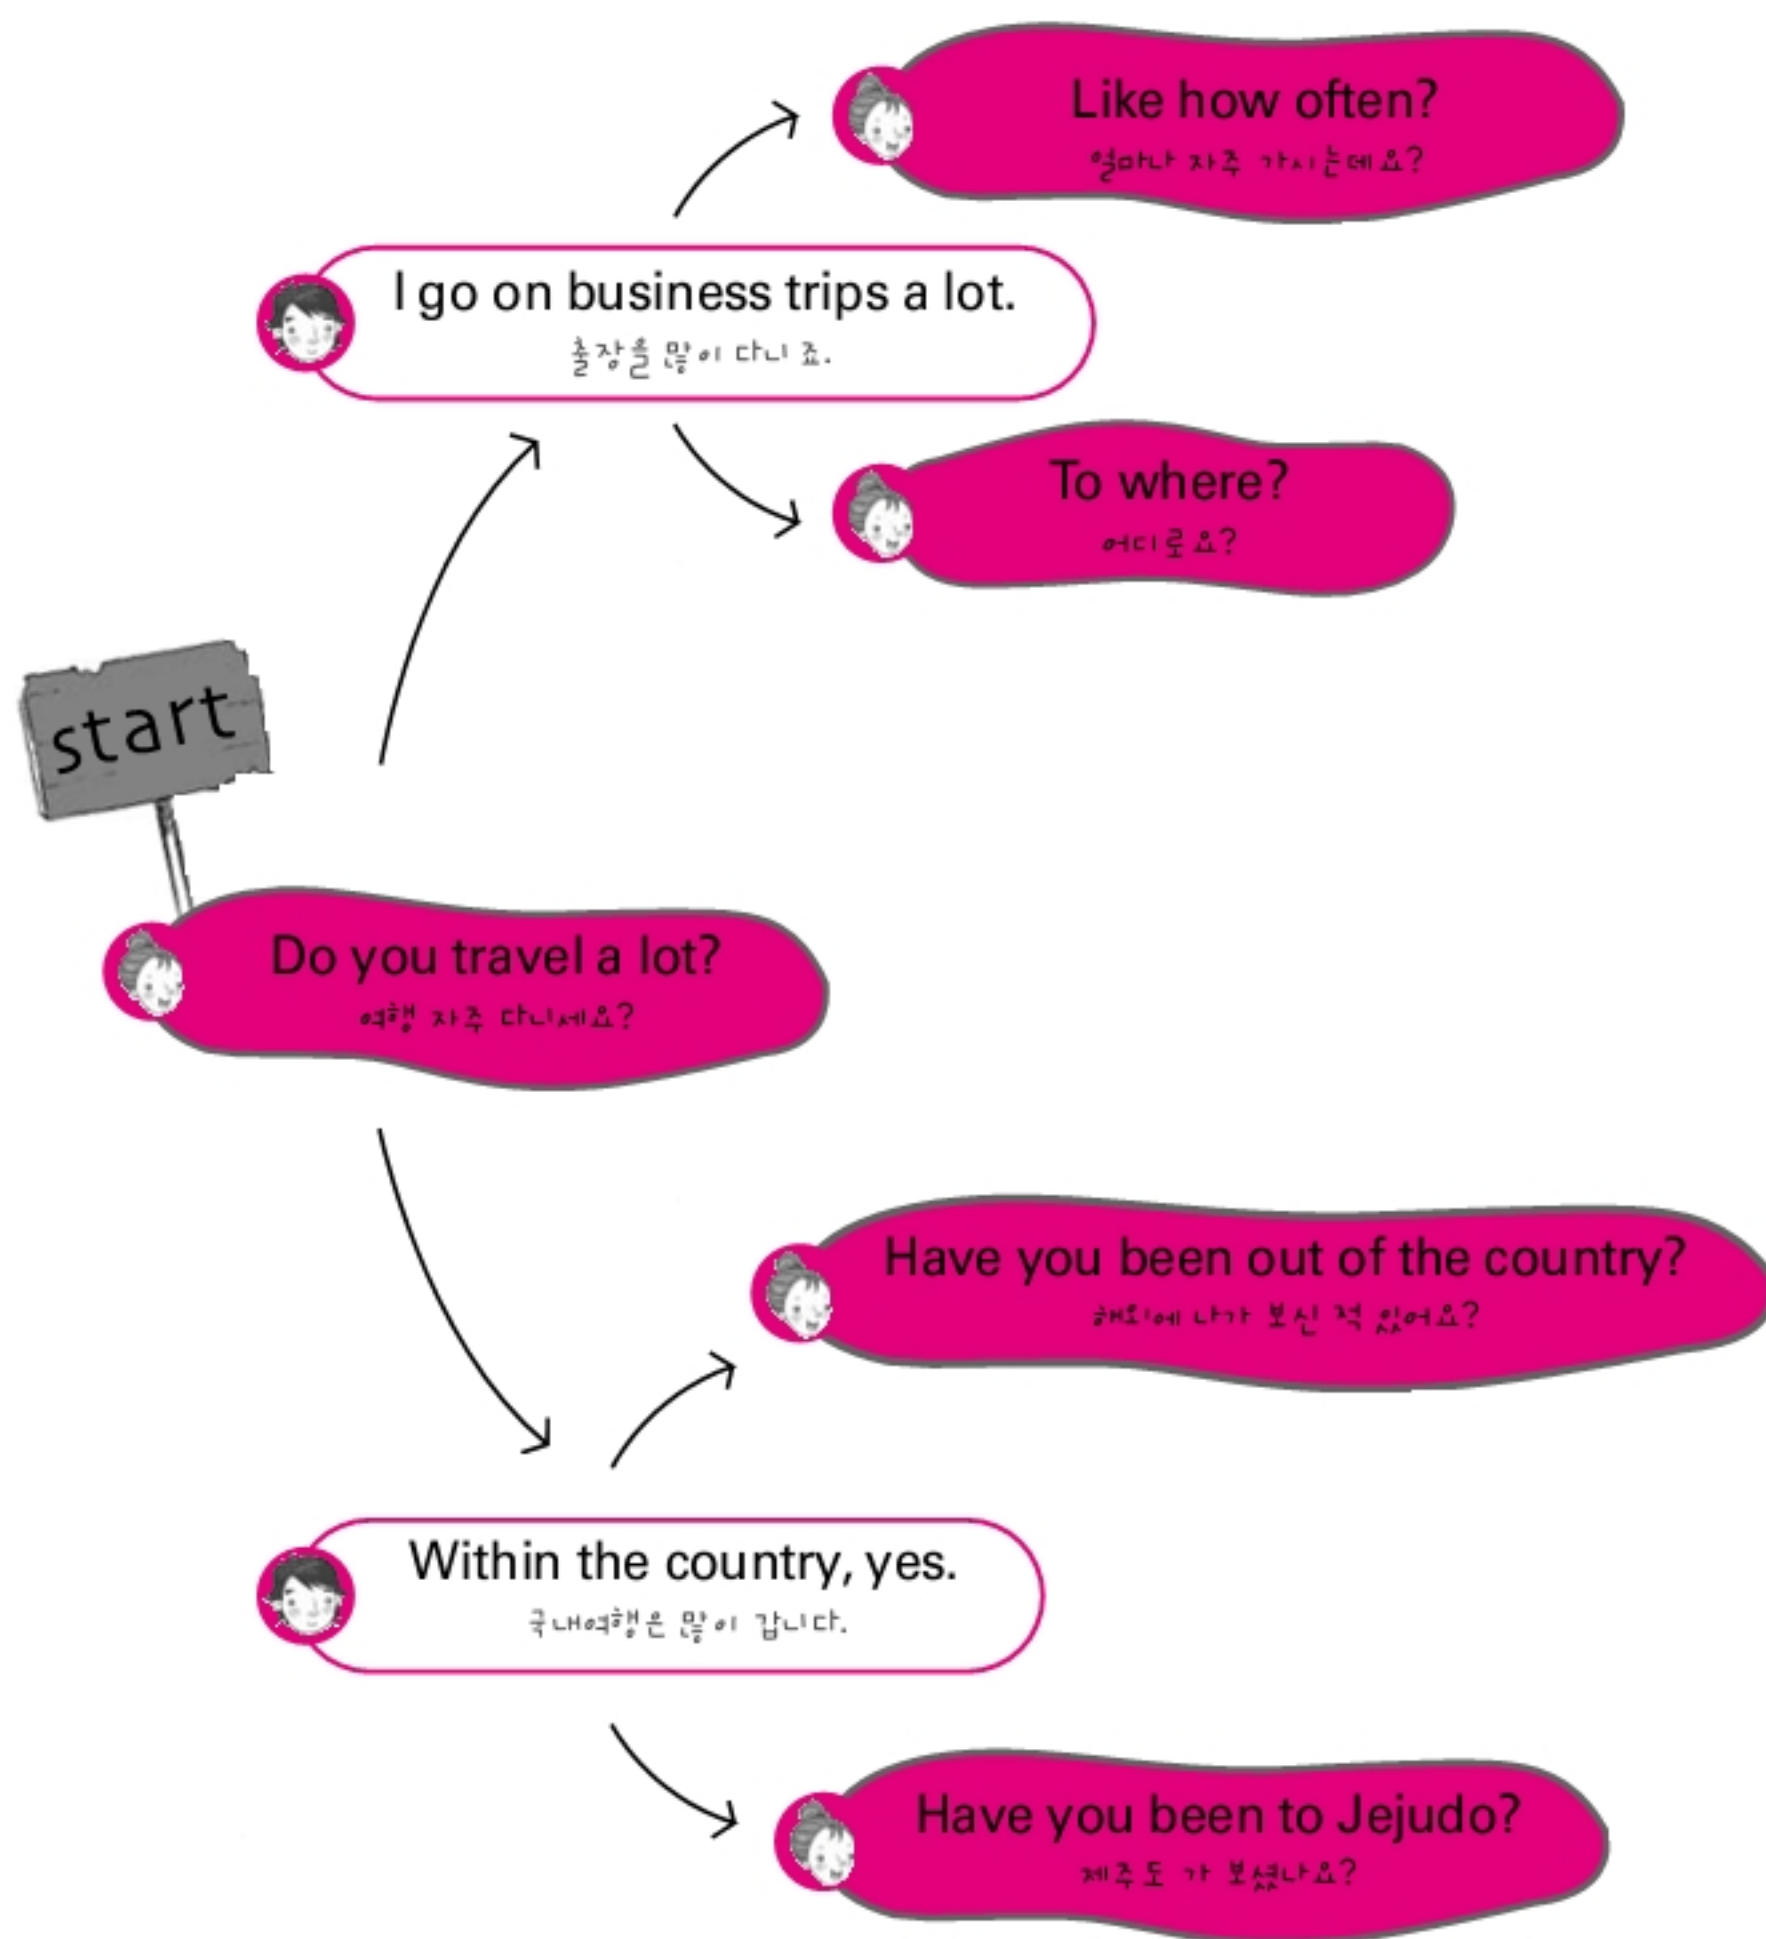 Like how often?
얼마나 자주 가시는데요?
I go on business trips a lot.
출장을 많이 다니죠.
To where?
어디로요?
start
Do you travel a lot?
여행 자주 다니세요?
Have you been out of the country?
해외에 나가 보신 적 있어요?
Within the country, yes.
국내여행은 많이 갑니다.
Have you been to Jejudo?
제주도 가 보셨나요?